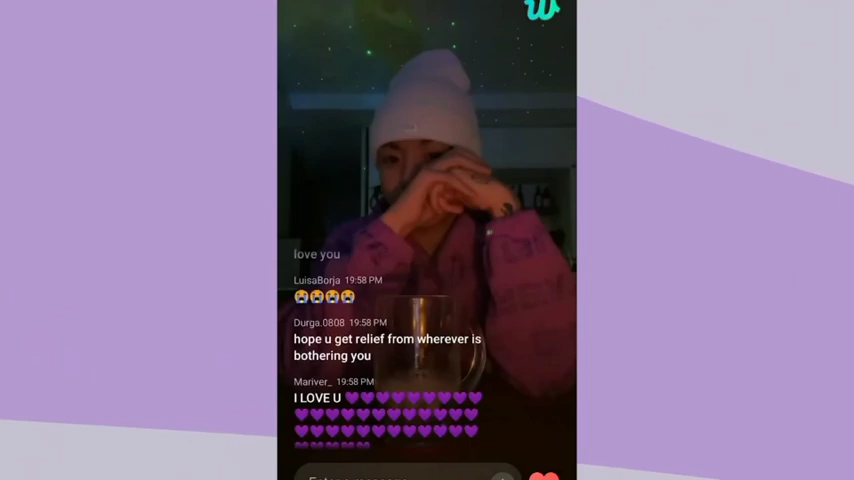 love you
LuisaBorja 19:58 PM
😭😭😭😭
Durga.0808 19:58 PM
hope u get relief from wherever is
bothering you
Mariver_ 19:58 PM
I LOVE U 💜💜💜💜💜💜💜💜💜
💜💜💜💜💜💜💜💜💜💜💜💜
💜💜💜💜💜💜💜💜💜💜💜💜
💜💜💜💜💜